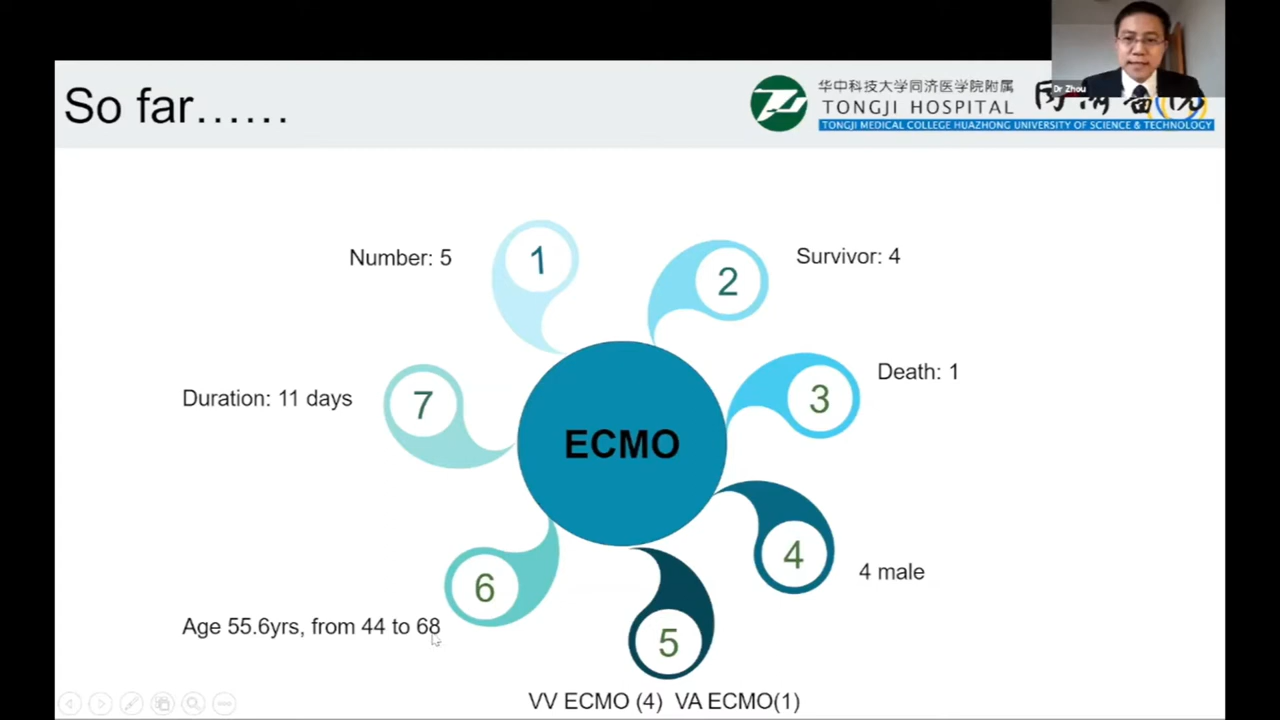 So far……
华中科技大学同济医学院附属
TONGJI HOSPITAL
TONGJI MEDICAL COLLEGE HUAZHONG UNIVERSITY OF SCIENCE & TECHNOLOGY
Dr Zhou
Number: 5
1
2
Survivor: 4
Death: 1
3
Duration: 11 days
7
ECMO
4
4 male
6
Age 55.6yrs, from 44 to 68
5
VV ECMO (4) VA ECMO(1)